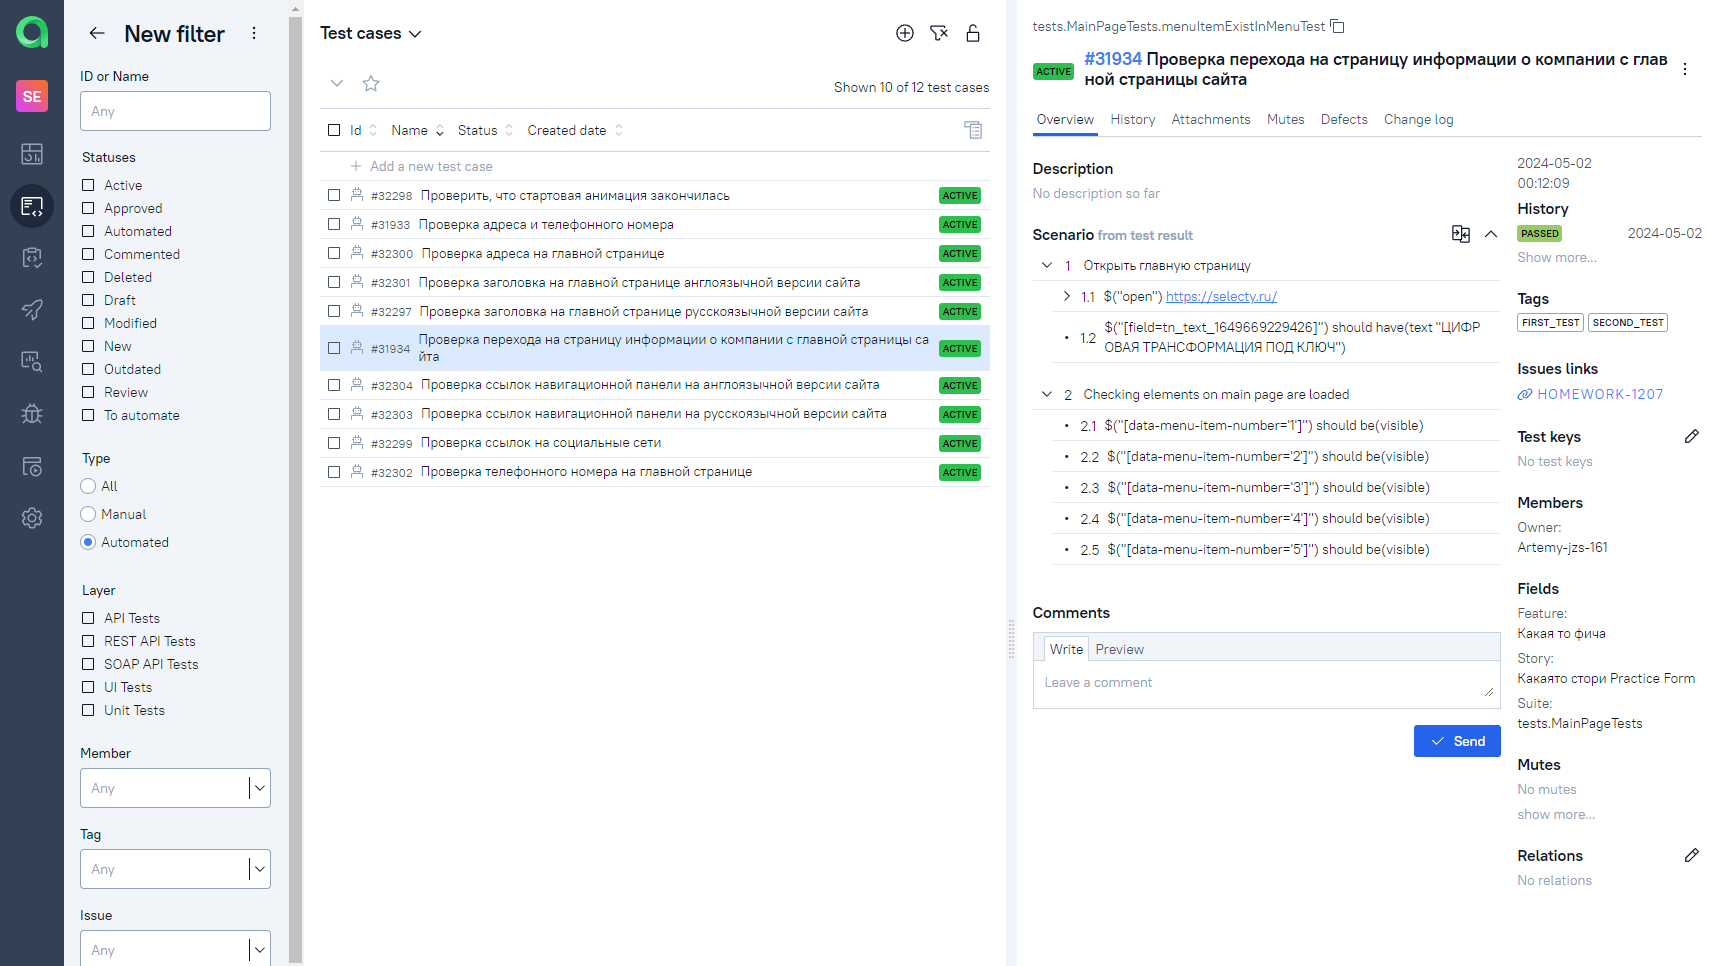 SE
New filter
ID or Name
Any
Statuses
Active
Approved
Automated
Commented
Deleted
Draft
Modified
New
Outdated
Review
To automate
Type
All
Manual
Automated
Layer
API Tests
REST API Tests
SOAP API Tests
UI Tests
Unit Tests
Member
Any
Tag
Any
Issue
Any
Test cases
Shown 10 of 12 test cases
Id Name Status Created date
Add a new test case
#32298 Проверить, что стартовая анимация закончилась ACTIVE
#31933 Проверка адреса и телефонного номера ACTIVE
#32300 Проверка адреса на главной странице ACTIVE
#32301 Проверка заголовка на главной странице англоязычной версии сайта ACTIVE
#32297 Проверка заголовка на главной странице русскоязычной версии сайта ACTIVE
#31934 Проверка перехода на страницу информации о компании с главной страницы са
йта ACTIVE
#32304 Проверка ссылок навигационной панели на англоязычной версии сайта ACTIVE
#32303 Проверка ссылок навигационной панели на русскоязычной версии сайта ACTIVE
#32299 Проверка ссылок на социальные сети ACTIVE
#32302 Проверка телефонного номера на главной странице ACTIVE
tests.MainPageTests.menuItemExistInMenuTest
ACTIVE #31934 Проверка перехода на страницу информации о компании с глав
ной страницы сайта
Overview History Attachments Mutes Defects Change log
Description
No description so far
Scenario from test result
1 Открыть главную страницу
1.1 $("open") https://selecty.ru/
1.2 $("[field=tn_text_1649669229426]") should have(text "ЦИФР
ОВАЯ ТРАНСФОРМАЦИЯ ПОД КЛЮЧ")
2 Checking elements on main page are loaded
2.1 $("[data-menu-item-number='1']") should be(visible)
2.2 $("[data-menu-item-number='2']") should be(visible)
2.3 $("[data-menu-item-number='3']") should be(visible)
2.4 $("[data-menu-item-number='4']") should be(visible)
2.5 $("[data-menu-item-number='5']") should be(visible)
Comments
Write Preview
Leave a comment
Send
2024-05-02
00:12:09
History
PASSED 2024-05-02
Show more...
Tags
FIRST_TEST SECOND_TEST
Issues links
HOMEWORK-1207
Test keys
No test keys
Members
Owner:
Artemy-jzs-161
Fields
Feature:
Какая то фича
Story:
Какаято стори Practice Form
Suite:
tests.MainPageTests
Mutes
No mutes
show more...
Relations
No relations